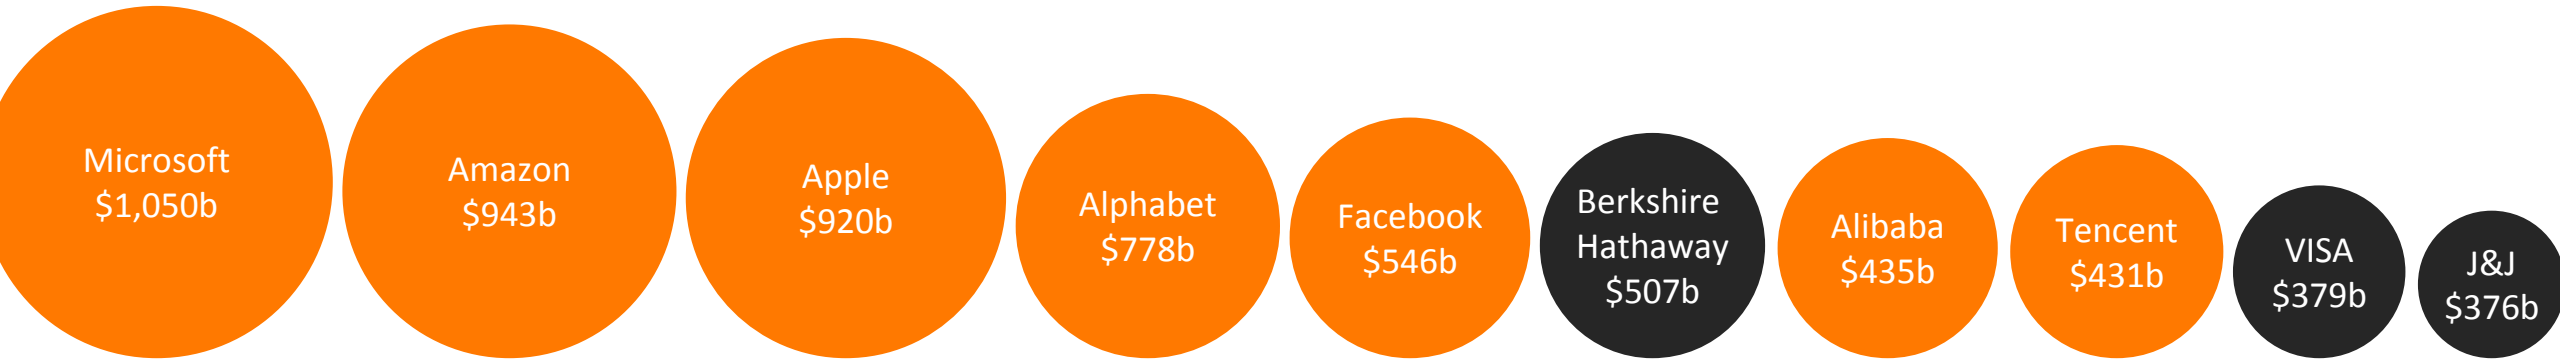 Microsoft
$1,050b
Amazon
$943b
Apple
$920b
Alphabet
$778b
Facebook
$546b
Berkshire
Hathaway
$507b
Alibaba
$435b
Tencent
$431b
VISA
$379b
J&J
$376b